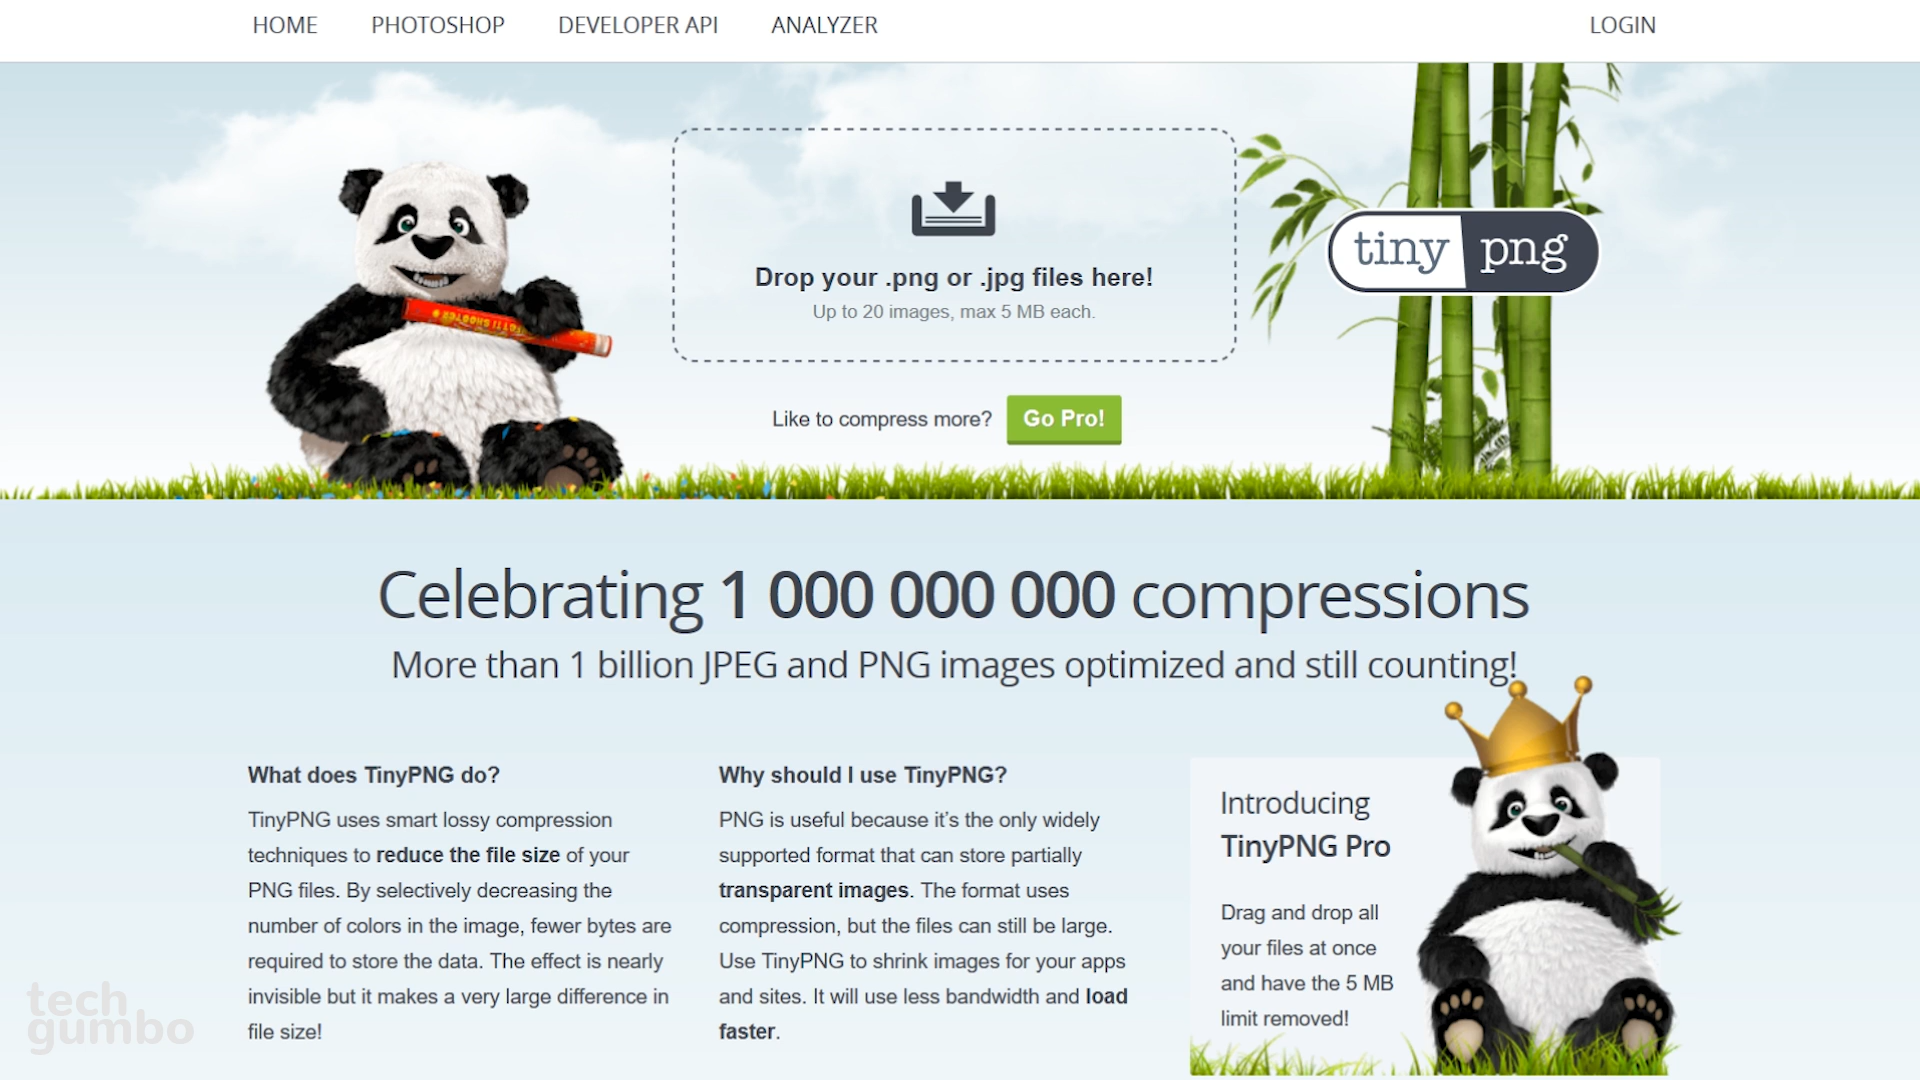 HOME PHOTOSHOP DEVELOPER API ANALYZER LOGIN
Drop your .png or .jpg files here!
Up to 20 images, max 5 MB each.
tiny png
Like to compress more? Go Pro!
Celebrating 1 000 000 000 compressions
More than 1 billion JPEG and PNG images optimized and still counting!
What does TinyPNG do?
TinyPNG uses smart lossy compression
techniques to reduce the file size of your
PNG files. By selectively decreasing the
number of colors in the image, fewer bytes are
required to store the data. The effect is nearly
invisible but it makes a very large difference in
file size!
Why should I use TinyPNG?
PNG is useful because it's the only widely
supported format that can store partially
transparent images. The format uses
compression, but the files can still be large.
Use TinyPNG to shrink images for your apps
and sites. It will use less bandwidth and load
faster.
Introducing
TinyPNG Pro
Drag and drop all
your files at once
and have the 5 MB
limit removed!
tech
gumbo